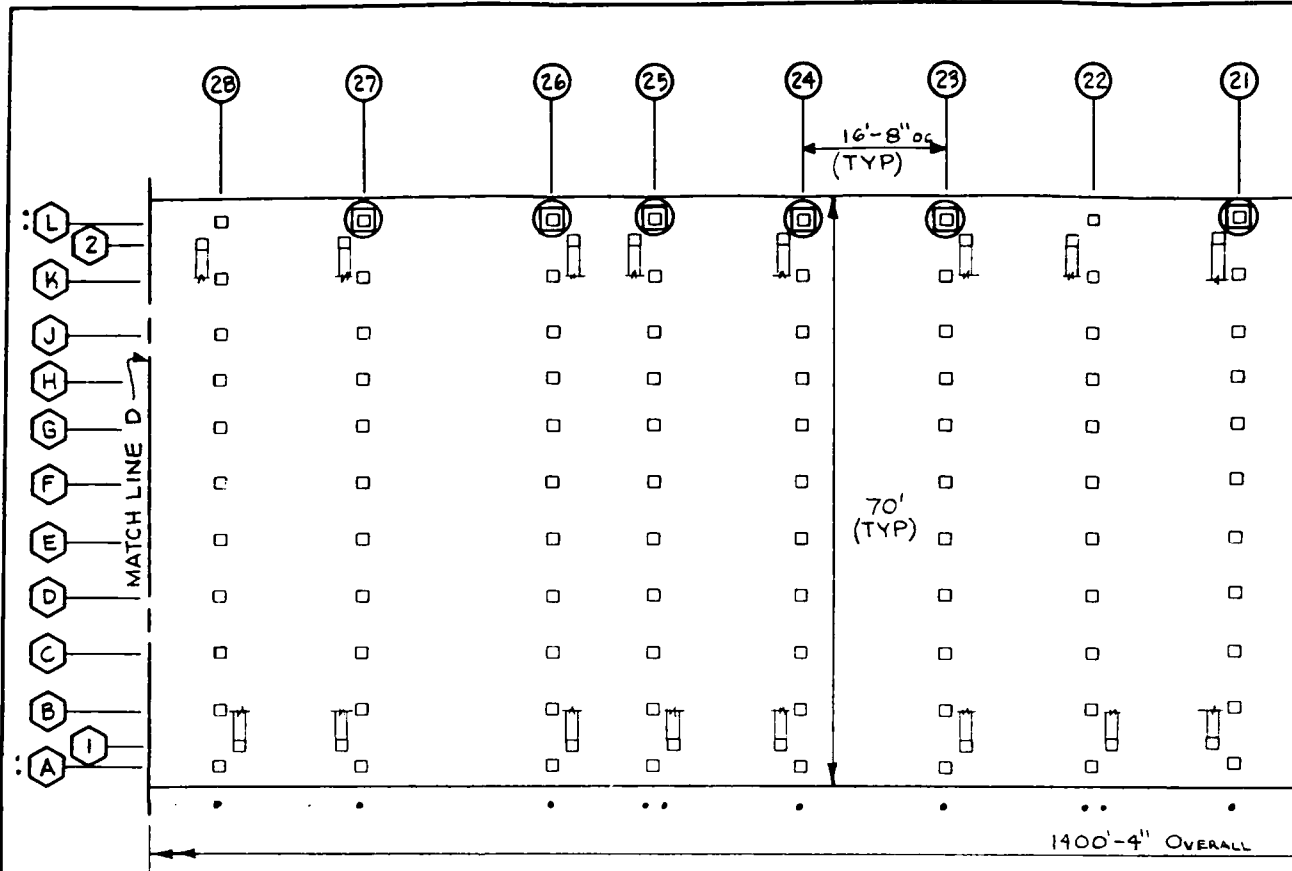 28
27
26
25
24
23
22
21
16'-8" oc
(TYP)
L
2
K
J
H
G
F
E
D
C
B
1
A
MATCH LINE D
70'
(TYP)
1400'-4" OVERALL